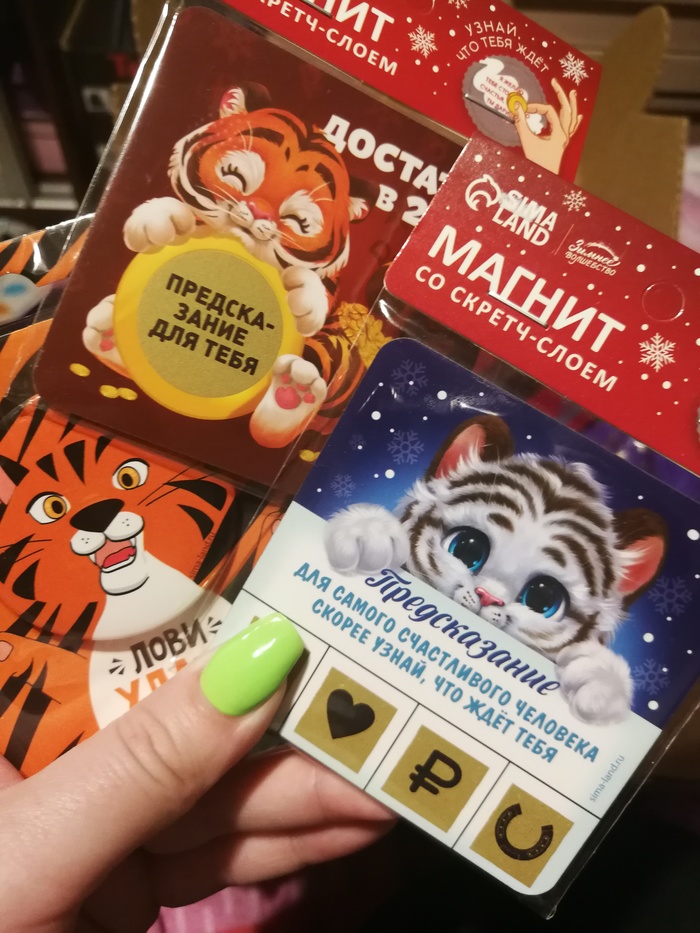 НИТ
СКРЕТЧ-СЛОЕМ
УЗНАЙ,
ЧТО ТЕБЯ ЖДЁТ
В 2
ПРЕДСКА-
ЗАНИЕ
ДЛЯ ТЕБЯ
SIMA
LAND
Зимнее
ВОЛШЕБСТВО
МАГНИТ
СО СКРЕТЧ-СЛОЕМ
Предсказание
ДЛЯ САМОГО СЧАСТЛИВОГО ЧЕЛОВЕКА
СКОРЕЕ УЗНАЙ, ЧТО ЖДЁТ ТЕБЯ
₽
sima-land.ru
ЛОВИ